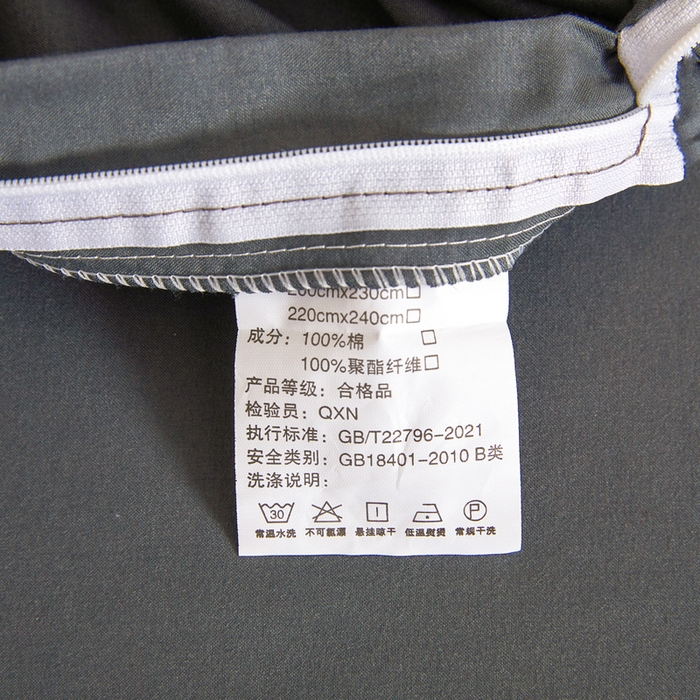 200cmx230cm□
220cmx240cm□
成分：100%棉 □
100%聚酯纤维□
产品等级：合格品
检验员：QXN
执行标准：GB/T22796-2021
安全类别：GB18401-2010 B类
洗涤说明：
30 P
常温水洗 不可氯漂 悬挂晾干 低温熨烫 常规干洗